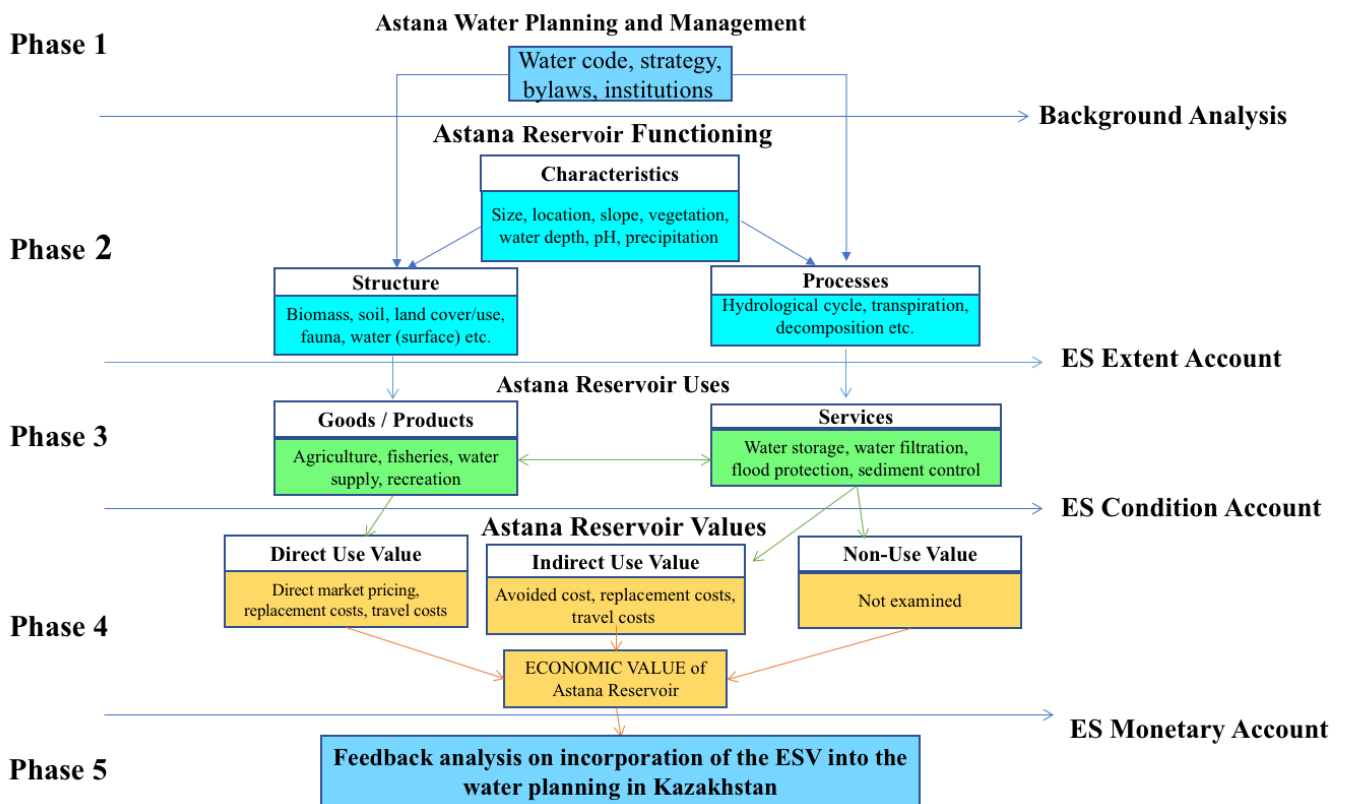 Astana Water Planning and Management
Phase 1
Water code, strategy,
bylaws, institutions
Background Analysis
Astana Reservoir Functioning
Characteristics
Size, location, slope, vegetation,
water depth, pH, precipitation
Phase 2
Structure
Biomass, soil, land cover/use,
fauna, water (surface) etc.
Processes
Hydrological cycle, transpiration,
decomposition etc.
ES Extent Account
Astana Reservoir Uses
Phase 3
Goods / Products
Agriculture, fisheries, water
supply, recreation
Services
Water storage, water filtration,
flood protection, sediment control
ES Condition Account
Astana Reservoir Values
Phase 4
Direct Use Value
Direct market pricing,
replacement costs, travel costs
Indirect Use Value
Avoided cost, replacement costs,
travel costs
Non-Use Value
Not examined
ECONOMIC VALUE of
Astana Reservoir
ES Monetary Account
Phase 5
Feedback analysis on incorporation of the ESV into the
water planning in Kazakhstan